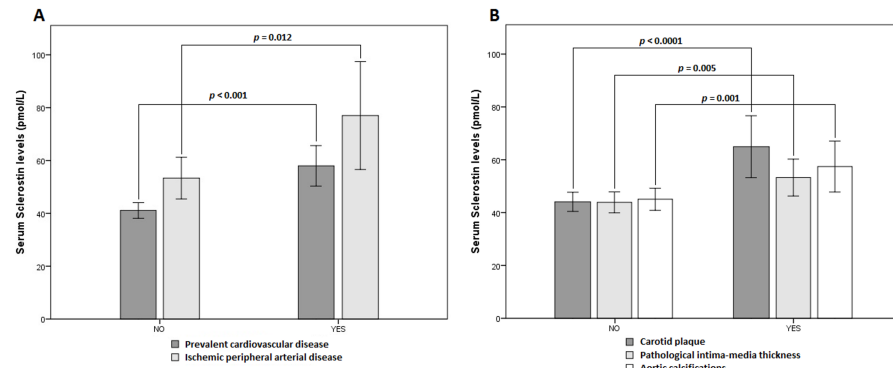 A
Serum Sclerostin levels (pmol/L)
100
80
60
40
20
0
p = 0.012
p < 0.001
NO
YES
Prevalent cardiovascular disease
Ischemic peripheral arterial disease
B
Serum Sclerostin levels (pmol/L)
100
80
60
40
20
0
p < 0.0001
p = 0.005
p = 0.001
NO
YES
Carotid plaque
Pathological intima-media thickness
Aortic calcifications